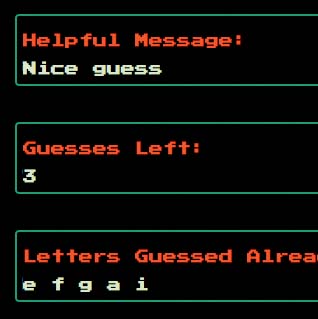 Helpful Message:
Nice guess
Guesses Left:
3
Letters Guessed Alrea
e f g a i